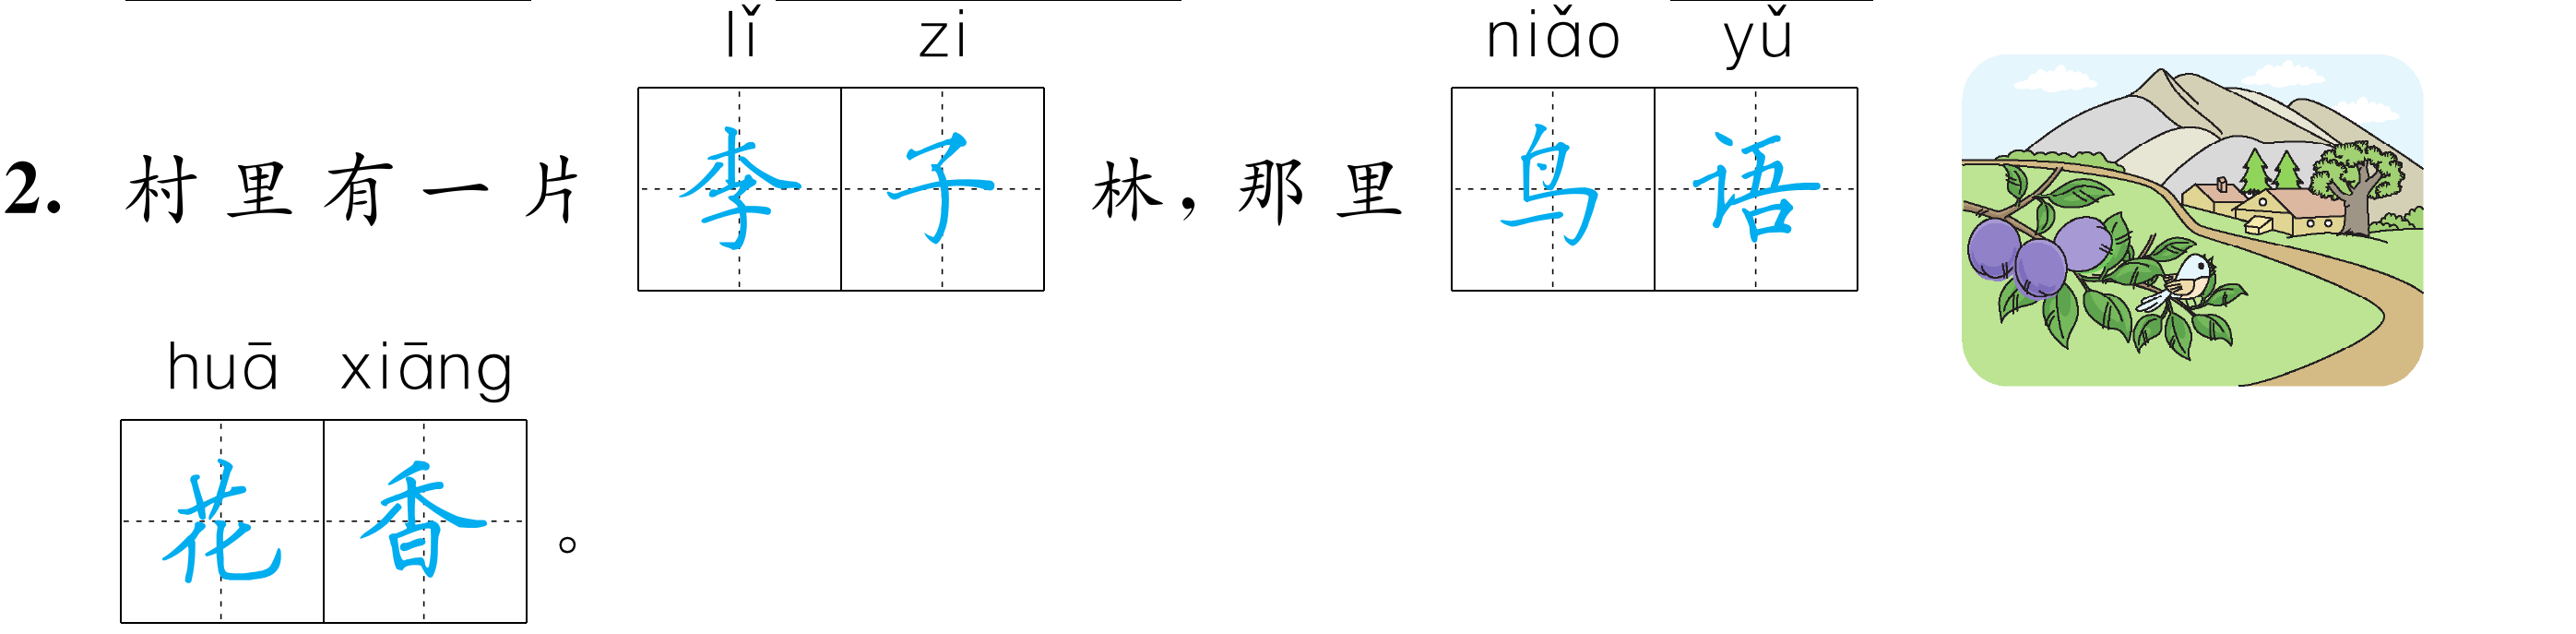 lǐ zi niǎo yǔ
2. 村里有一片李子林，那里鸟语
huā xiāng
花香。